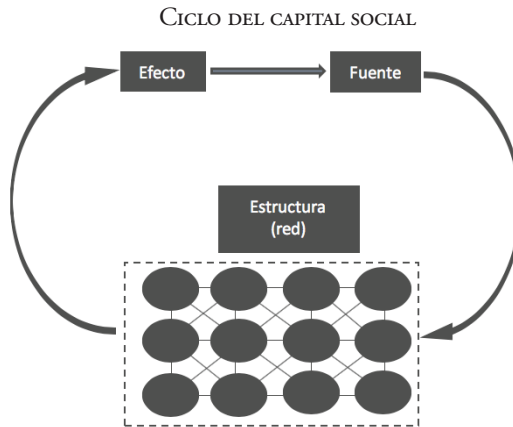 Ciclo del capital social
Efecto
Fuente
Estructura
(red)